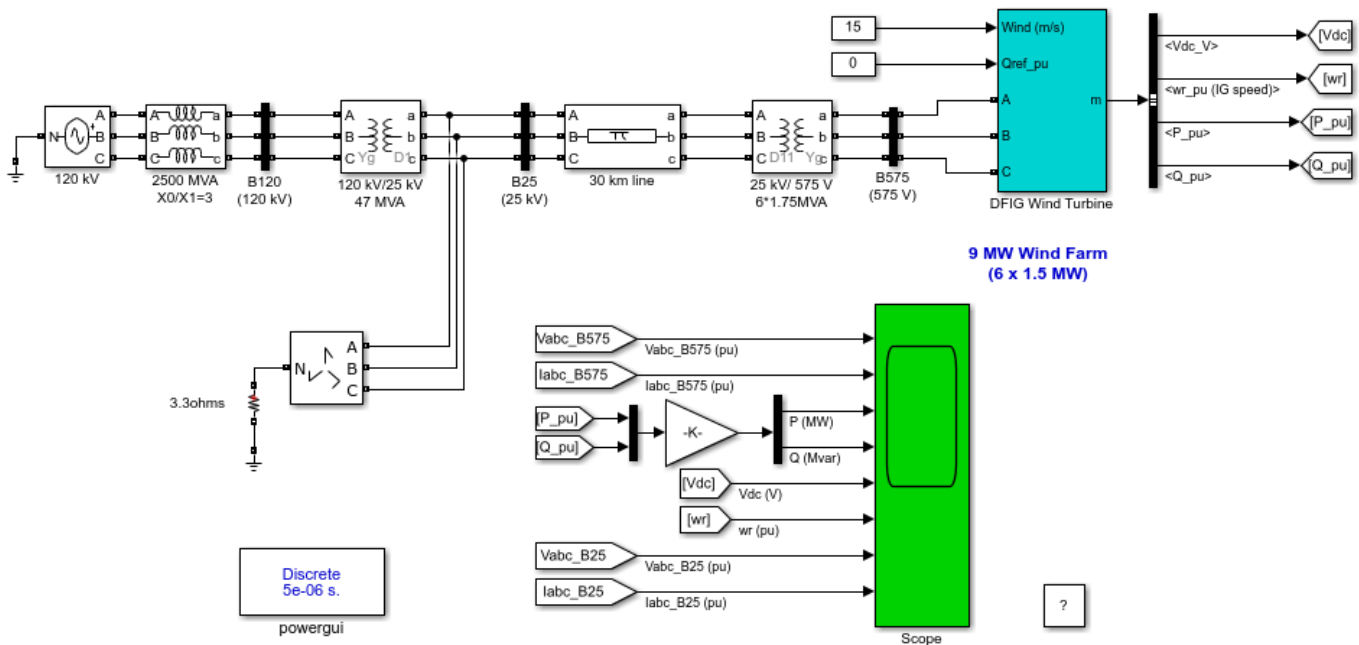 15
0
Wind (m/s)
Qref_pu
A
B
C
m
DFIG Wind Turbine
<Vdc_V>
<wr_pu (IG speed)>
<P_pu>
<Q_pu>
[Vdc]
[wr]
[P_pu]
[Q_pu]
N
A
B
C
120 kV
A a
B b
C c
2500 MVA
X0/X1=3
B120
(120 kV)
A a
B b
C c
Yg D1
120 kV/25 kV
47 MVA
B25
(25 kV)
A a
B b
C c
30 km line
A a
B b
C c
D11 Yg
25 kV/ 575 V
6*1.75MVA
B575
(575 V)
9 MW Wind Farm
(6 x 1.5 MW)
N
A
B
C
3.3ohms
Vabc_B575
Vabc_B575 (pu)
Iabc_B575
Iabc_B575 (pu)
[P_pu]
[Q_pu]
-K-
P (MW)
Q (Mvar)
[Vdc]
Vdc (V)
[wr]
wr (pu)
Vabc_B25
Vabc_B25 (pu)
Iabc_B25
Iabc_B25 (pu)
Scope
Discrete
5e-06 s.
powergui
?